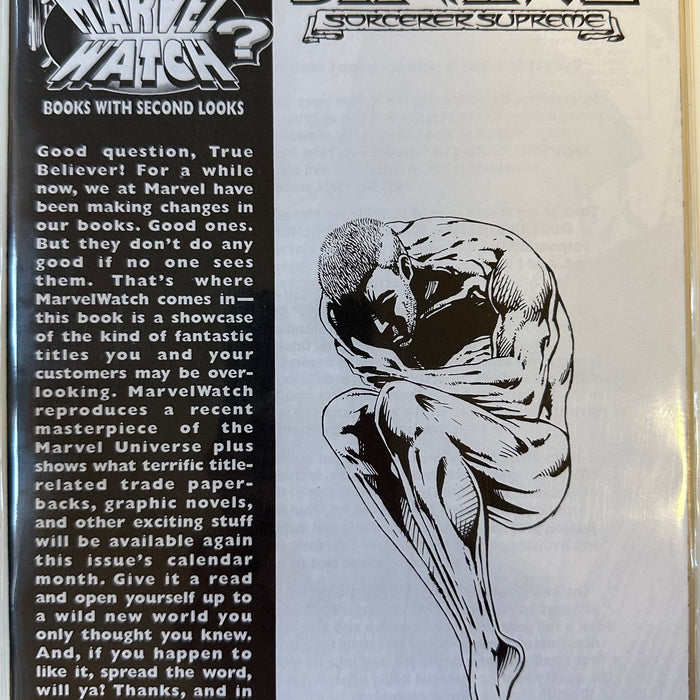 MARVEL
WATCH?
BOOKS WITH SECOND LOOKS
Good question, True
Believer! For a while
now, we at Marvel have
been making changes in
our books. Good ones.
But they don't do any
good if no one sees
them. That's where
MarvelWatch comes in—
this book is a showcase
of the kind of fantastic
titles you and your
customers may be over-
looking. MarvelWatch
reproduces a recent
masterpiece of the
Marvel Universe plus
shows what terrific title-
related trade paper-
backs, graphic novels,
and other exciting stuff
will be available again
this issue's calendar
month. Give it a read
and open yourself up to
a wild new world you
only thought you knew.
And, if you happen to
like it, spread the word,
will ya? Thanks, and in
SORCERER SUPREME